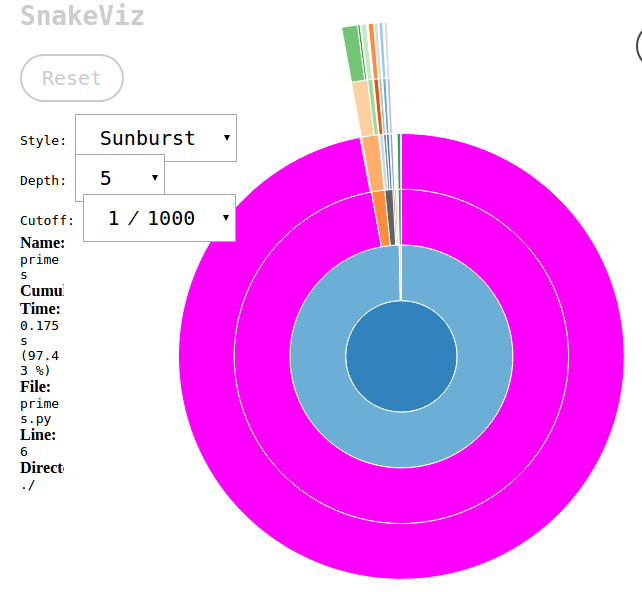 SnakeViz
Reset
Style: Sunburst
Depth: 5
Cutoff: 1 / 1000
Name:
prime
s
Cumul
Time:
0.175
s
(97.4
3 %)
File:
prime
s.py
Line:
6
Direct
./